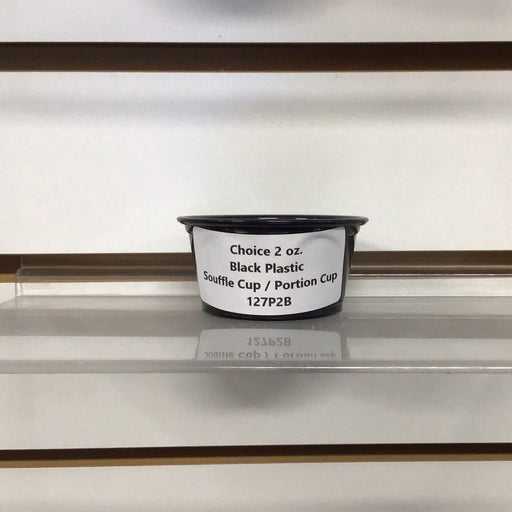 Choice 2 oz.
Black Plastic
Souffle Cup / Portion Cup
127P2B